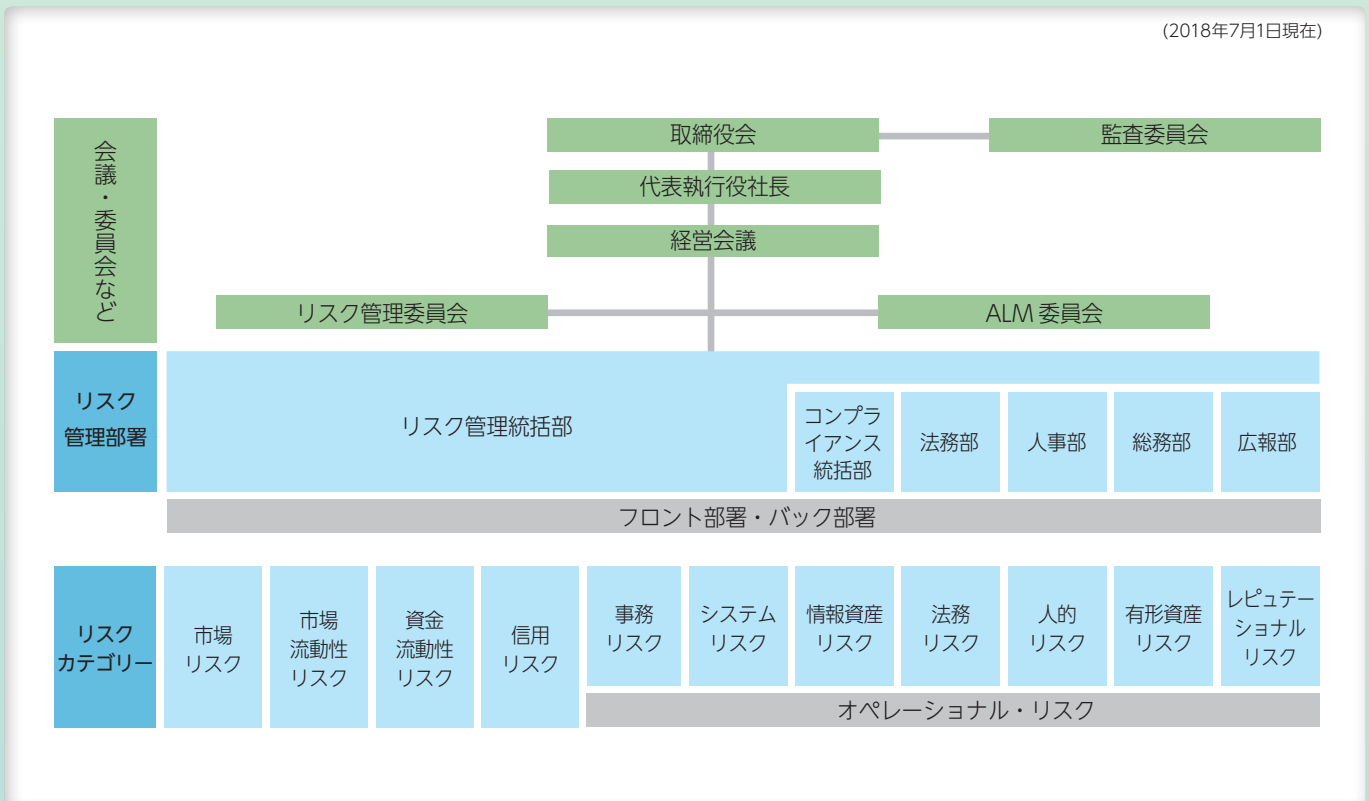 (2018年7月1日現在)
会議・委員会など
取締役会
監査委員会
代表執行役社長
経営会議
リスク管理委員会
ALM 委員会
リスク
管理部署
リスク管理統括部
コンプラ
イアンス
統括部
法務部
人事部
総務部
広報部
フロント部署・バック部署
リスク
カテゴリー
市場
リスク
市場
流動性
リスク
資金
流動性
リスク
信用
リスク
事務
リスク
システム
リスク
情報資産
リスク
法務
リスク
人的
リスク
有形資産
リスク
レピュテー
ショナル
リスク
オペレーショナル・リスク